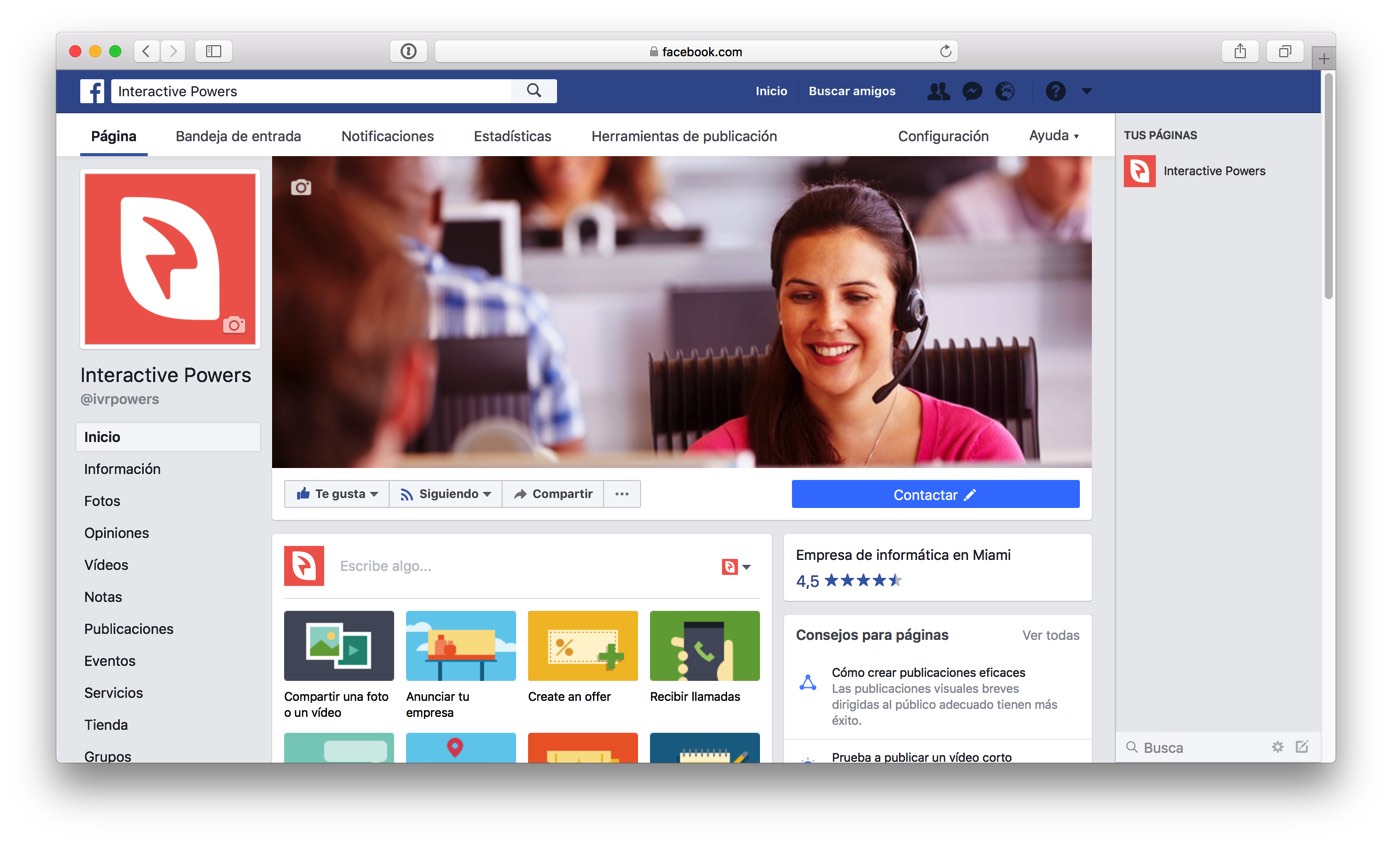 facebook.com
Interactive Powers
Inicio
Buscar amigos
Página
Bandeja de entrada
Notificaciones
Estadísticas
Herramientas de publicación
Configuración
Ayuda
TUS PÁGINAS
Interactive Powers
Interactive Powers
@ivrpowers
Inicio
Información
Fotos
Opiniones
Vídeos
Notas
Publicaciones
Eventos
Servicios
Tienda
Grupos
Te gusta
Siguiendo
Compartir
Contactar
Escribe algo...
Compartir una foto
o un vídeo
Anunciar tu
empresa
Create an offer
Recibir llamadas
Empresa de informática en Miami
4,5
Consejos para páginas
Ver todas
Cómo crear publicaciones eficaces
Las publicaciones visuales breves
dirigidas al público adecuado tienen más
éxito.
Prueba a publicar un vídeo corto
Busca